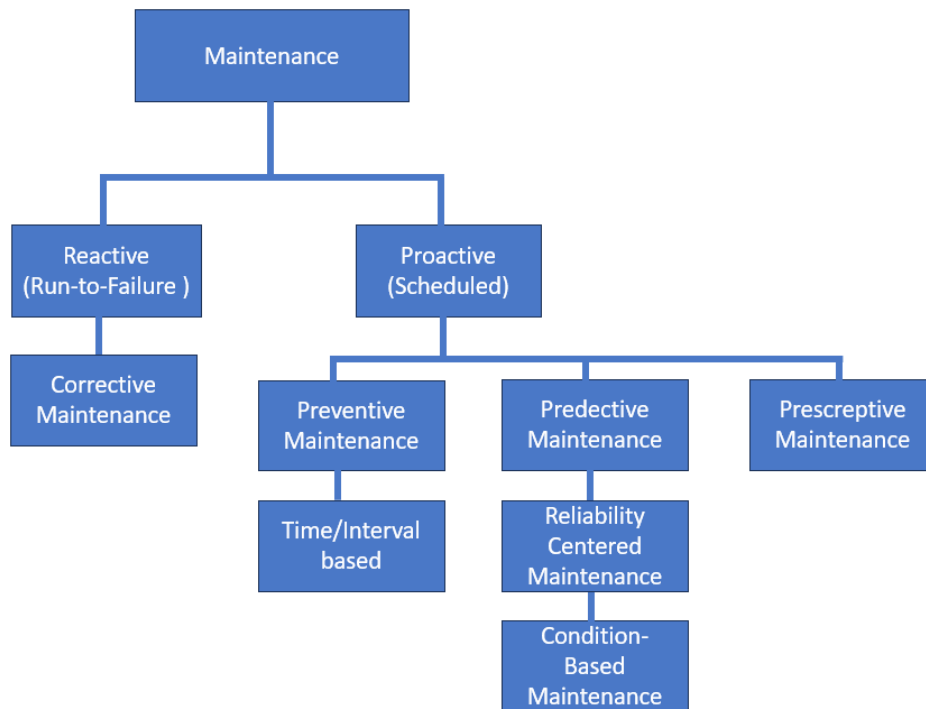 Maintenance
Reactive
(Run-to-Failure )
Proactive
(Scheduled)
Corrective
Maintenance
Preventive
Maintenance
Predective
Maintenance
Prescreptive
Maintenance
Time/Interval
based
Reliability
Centered
Maintenance
Condition-
Based
Maintenance